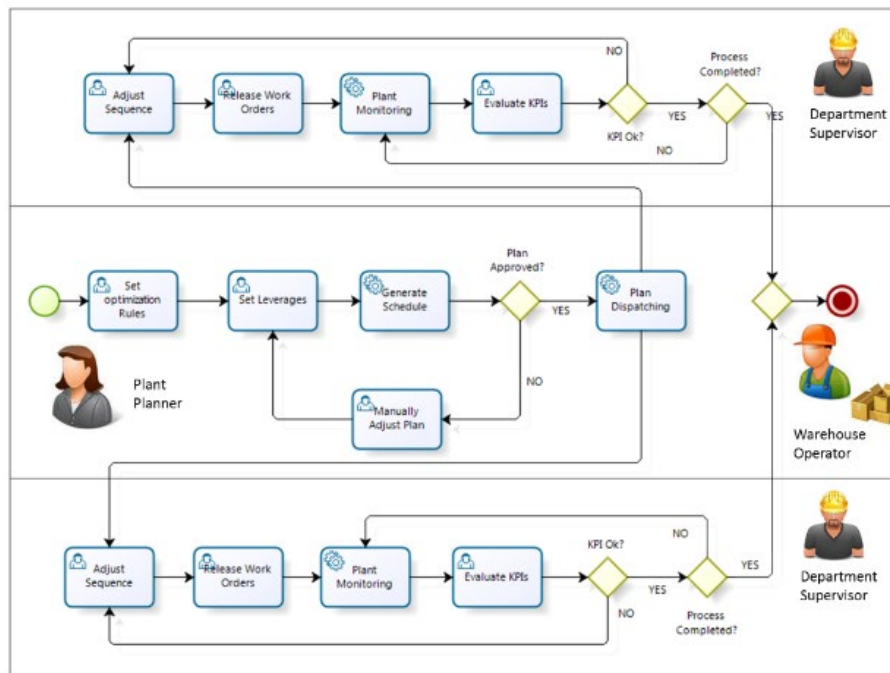 NO
Process
Completed?
Adjust
Sequence
Release Work
Orders
Plant
Monitoring
Evaluate KPIs
KPI Ok?
YES
NO
YES
Department
Supervisor
Set
optimization
Rules
Set Leverages
Generate
Schedule
Plan
Approved?
YES
Plan
Dispatching
NO
Manually
Adjust Plan
Plant
Planner
Warehouse
Operator
Adjust
Sequence
Release Work
Orders
Plant
Monitoring
Evaluate KPIs
KPI Ok?
NO
YES
NO
YES
Process
Completed?
Department
Supervisor